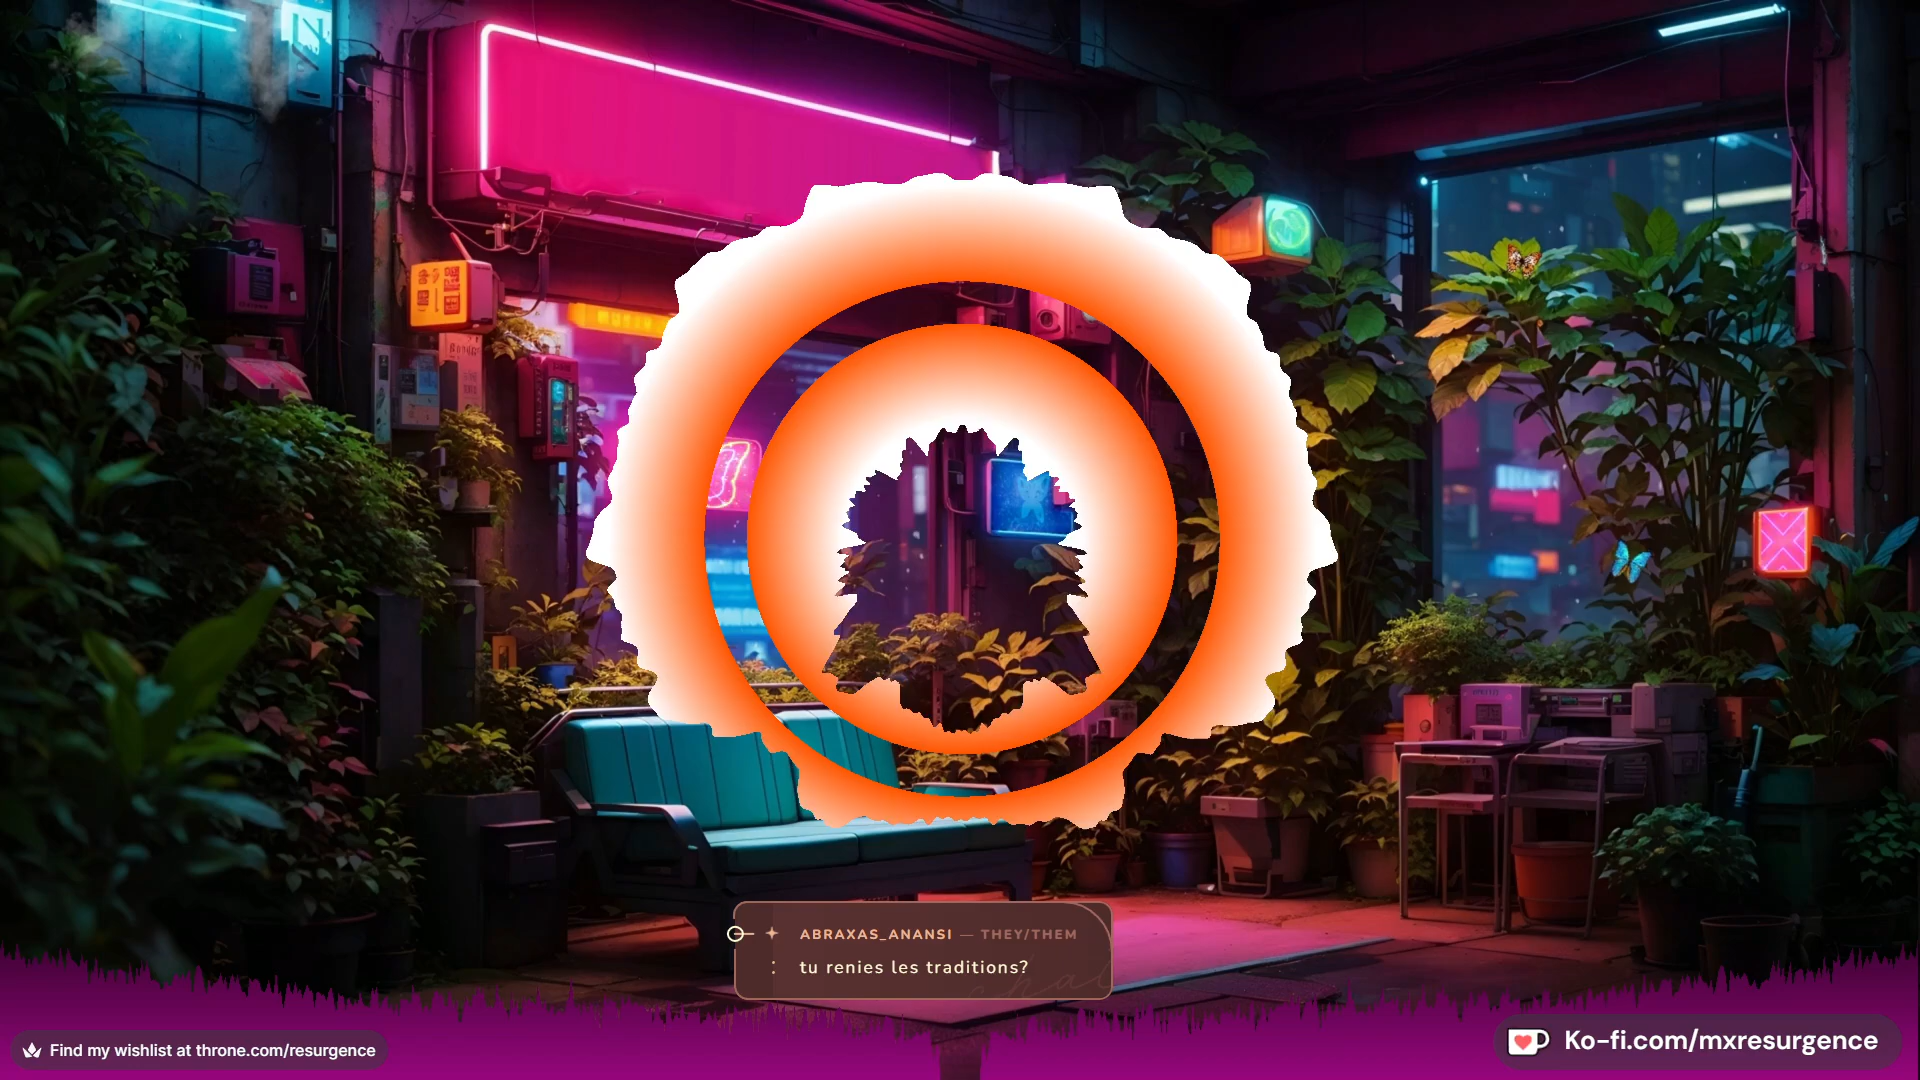 ABRAXAS_ANANSI — THEY/THEM
: tu renies les traditions?
Find my wishlist at throne.com/resurgence
Ko-fi.com/mxresurgence